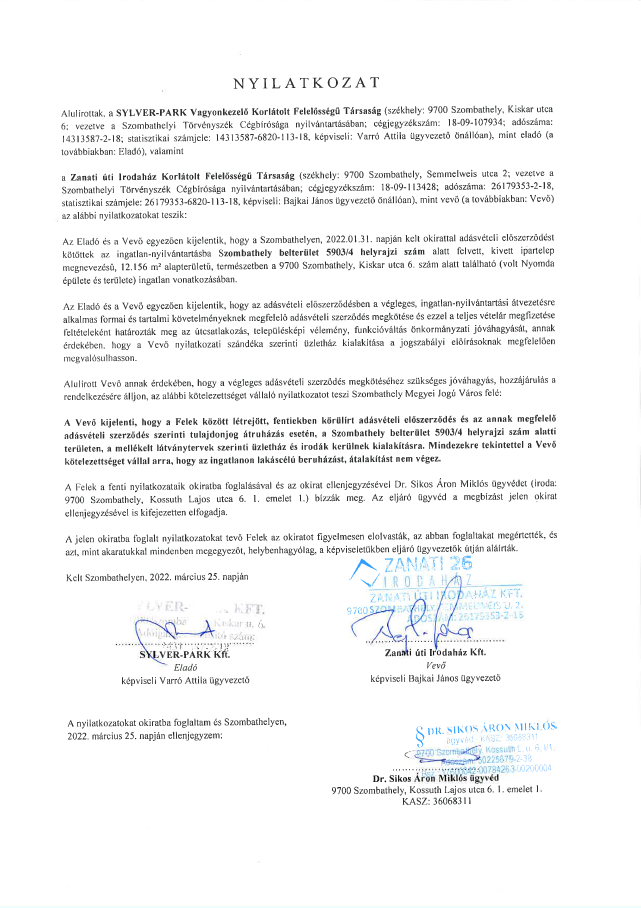 NYILATKOZAT
Alulírottak, a SYLVER-PARK Vagyonkezelő Korlátolt Felelősségű Társaság (székhely: 9700 Szombathely, Kiskar utca
6; vezetve a Szombathelyi Törvényszék Cégbírósága nyilvántartásában; cégjegyzékszám: 18-09-107934; adószáma:
14313587-2-18; statisztikai számjele: 14313587-6820-113-18, képviseli: Varró Attila ügyvezető önállóan), mint eladó (a
továbbiakban: Eladó), valamint
a Zanati úti Irodaház Korlátolt Felelősségű Társaság (székhely: 9700 Szombathely, Semmelweis utca 2; vezetve a
Szombathelyi Törvényszék Cégbírósága nyilvántartásában; cégjegyzékszám: 18-09-113428; adószáma: 26179353-2-18,
statisztikai számjele: 26179353-6820-113-18, képviseli: Bajkai János ügyvezető önállóan), mint vevő (a továbbiakban: Vevő)
az alábbi nyilatkozatokat teszik:
Az Eladó és a Vevő egyezően kijelentik, hogy a Szombathelyen, 2022.01.31. napján kelt okirattal adásvételi előszerződést
kötöttek az ingatlan-nyilvántartásba Szombathely belterület 5903/4 helyrajzi szám alatt felvett, kivett ipartelep
megnevezésű, 12.156 m² alapterületű, természetben a 9700 Szombathely, Kiskar utca 6. szám alatt található (volt Nyomda
épülete és területe) ingatlan vonatkozásában.
Az Eladó és a Vevő egyezően kijelentik, hogy az adásvételi előszerződésben a végleges, ingatlan-nyilvántartási átvezetésre
alkalmas formai és tartalmi követelményeknek megfelelő adásvételi szerződés megkötése és ezzel a teljes vételár megfizetése
feltételeként határozták meg az útcsatlakozás, településképi vélemény, funkcióváltás önkormányzati jóváhagyását, annak
érdekében, hogy a Vevő nyilatkozati szándéka szerinti üzletház kialakítása a jogszabályi előírásoknak megfelelően
megvalósulhasson.
Alulírott Vevő annak érdekében, hogy a végleges adásvételi szerződés megkötéséhez szükséges jóváhagyás, hozzájárulás a
rendelkezésére álljon, az alábbi kötelezettséget vállaló nyilatkozatot teszi Szombathely Megyei Jogú Város felé:
A Vevő kijelenti, hogy a Felek között létrejött, fentiekben körülírt adásvételi előszerződés és az annak megfelelő
adásvételi szerződés szerinti tulajdonjog átruházás esetén, a Szombathely belterület 5903/4 helyrajzi szám alatti
területen, a mellékelt látványtervek szerinti üzletház és irodák kerülnek kialakításra. Mindezekre tekintettel a Vevő
kötelezettséget vállal arra, hogy az ingatlanon lakáscélú beruházást, átalakítást nem végez.
A Felek a fenti nyilatkozataik okiratba foglalásával és az okirat ellenjegyzésével Dr. Sikos Áron Miklós ügyvédet (iroda:
9700 Szombathely, Kossuth Lajos utca 6. 1. emelet 1.) bízzák meg. Az eljáró ügyvéd a megbízást jelen okirat
ellenjegyzésével is kifejezetten elfogadja.
A jelen okiratba foglalt nyilatkozatokat tevő Felek az okiratot figyelmesen elolvasták, az abban foglaltakat megértették, és
azt, mint akaratukkal mindenben megegyezőt, helybenhagyólag, a képviseletükben eljáró ügyvezetők útján aláírták.
Kelt Szombathelyen, 2022. március 25. napján
ZANATI 26
IRODAHÁZ
ZANATI ÚTI IRODAHÁZ KFT.
9700 SZOMBATHELY, SEMMELWEIS U. 2.
ADÓSZÁM: 26179353-2-18
SYLVER- KFT.
Kiskar u. 6.
SYLVER-PARK Kft.
Eladó
képviseli Varró Attila ügyvezető
Zanati úti Irodaház Kft.
Vevő
képviseli Bajkai János ügyvezető
A nyilatkozatokat okiratba foglaltam és Szombathelyen,
2022. március 25. napján ellenjegyzem:
§ DR. SIKOS ÁRON MIKLÓS
ügyvéd KASZ: 36068311
9700 Szombathely, Kossuth L. u. 6. I/1.
Dr. Sikos Áron Miklós ügyvéd
9700 Szombathely, Kossuth Lajos utca 6. 1. emelet 1.
KASZ: 36068311